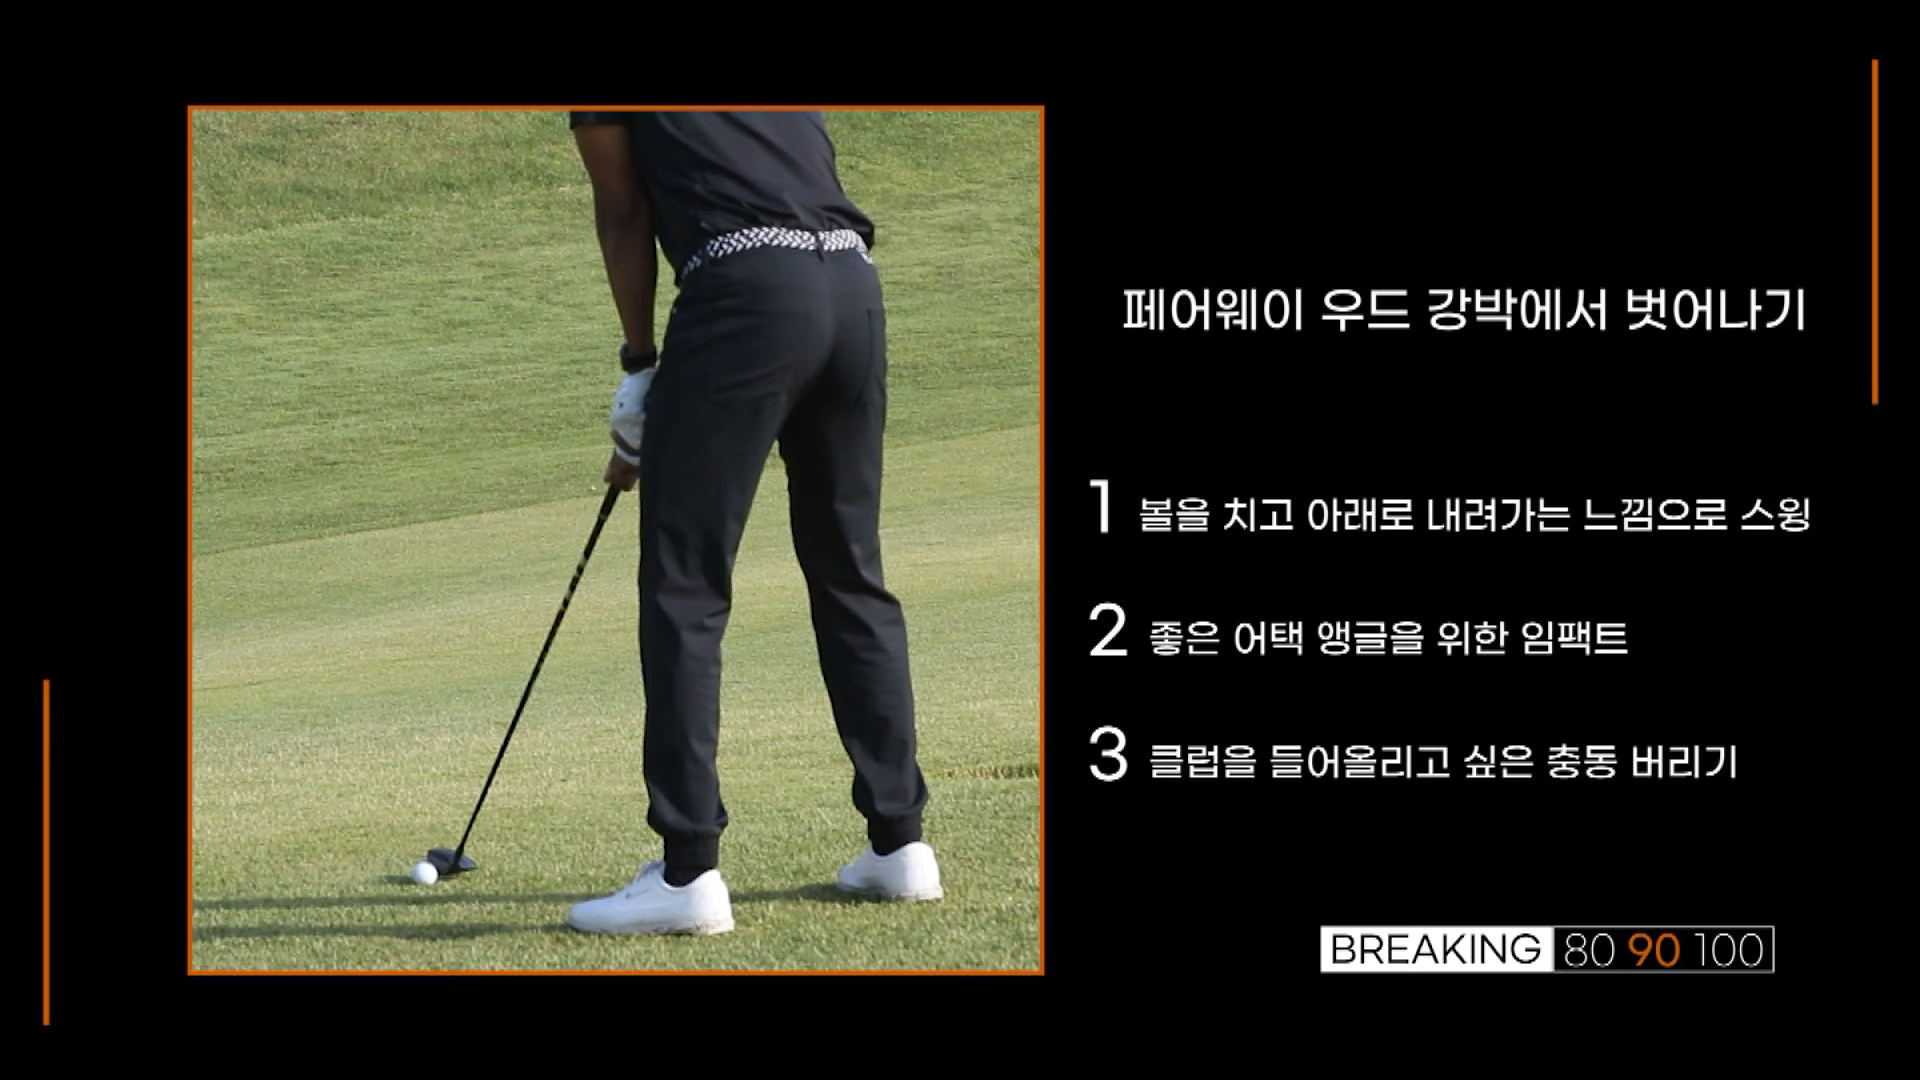 페어웨이 우드 강박에서 벗어나기
1 볼을 치고 아래로 내려가는 느낌으로 스윙
2 좋은 어택 앵글을 위한 임팩트
3 클럽을 들어올리고 싶은 충동 버리기
BREAKING 80 90 100